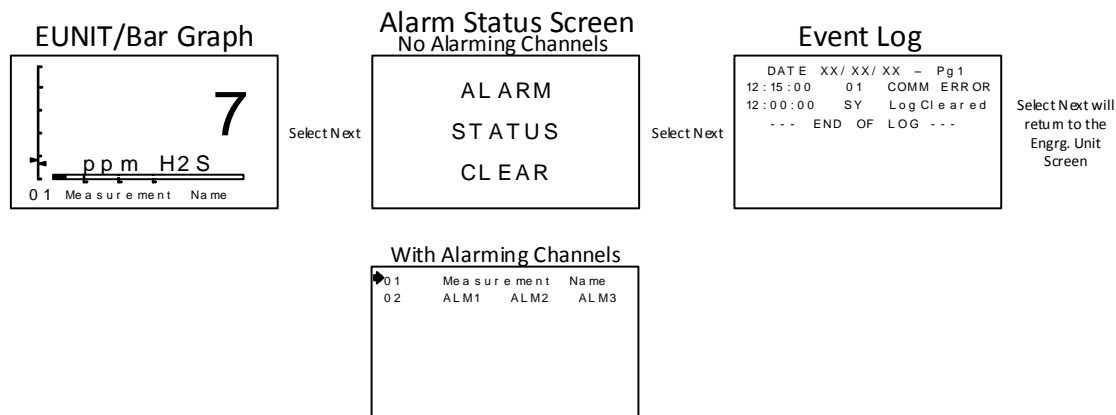 EUNIT/Bar Graph
7
ppm H2S
01 Measurement Name
Select Next
Alarm Status Screen
No Alarming Channels
ALARM
STATUS
CLEAR
Select Next
Event Log
DATE XX/XX/XX – Pg1
12:15:00 01 COMM ERROR
12:00:00 SY LogCleared
--- END OF LOG ---
Select Next will
return to the
Engrg. Unit
Screen
With Alarming Channels
01 Measurement Name
02 ALM1 ALM2 ALM3